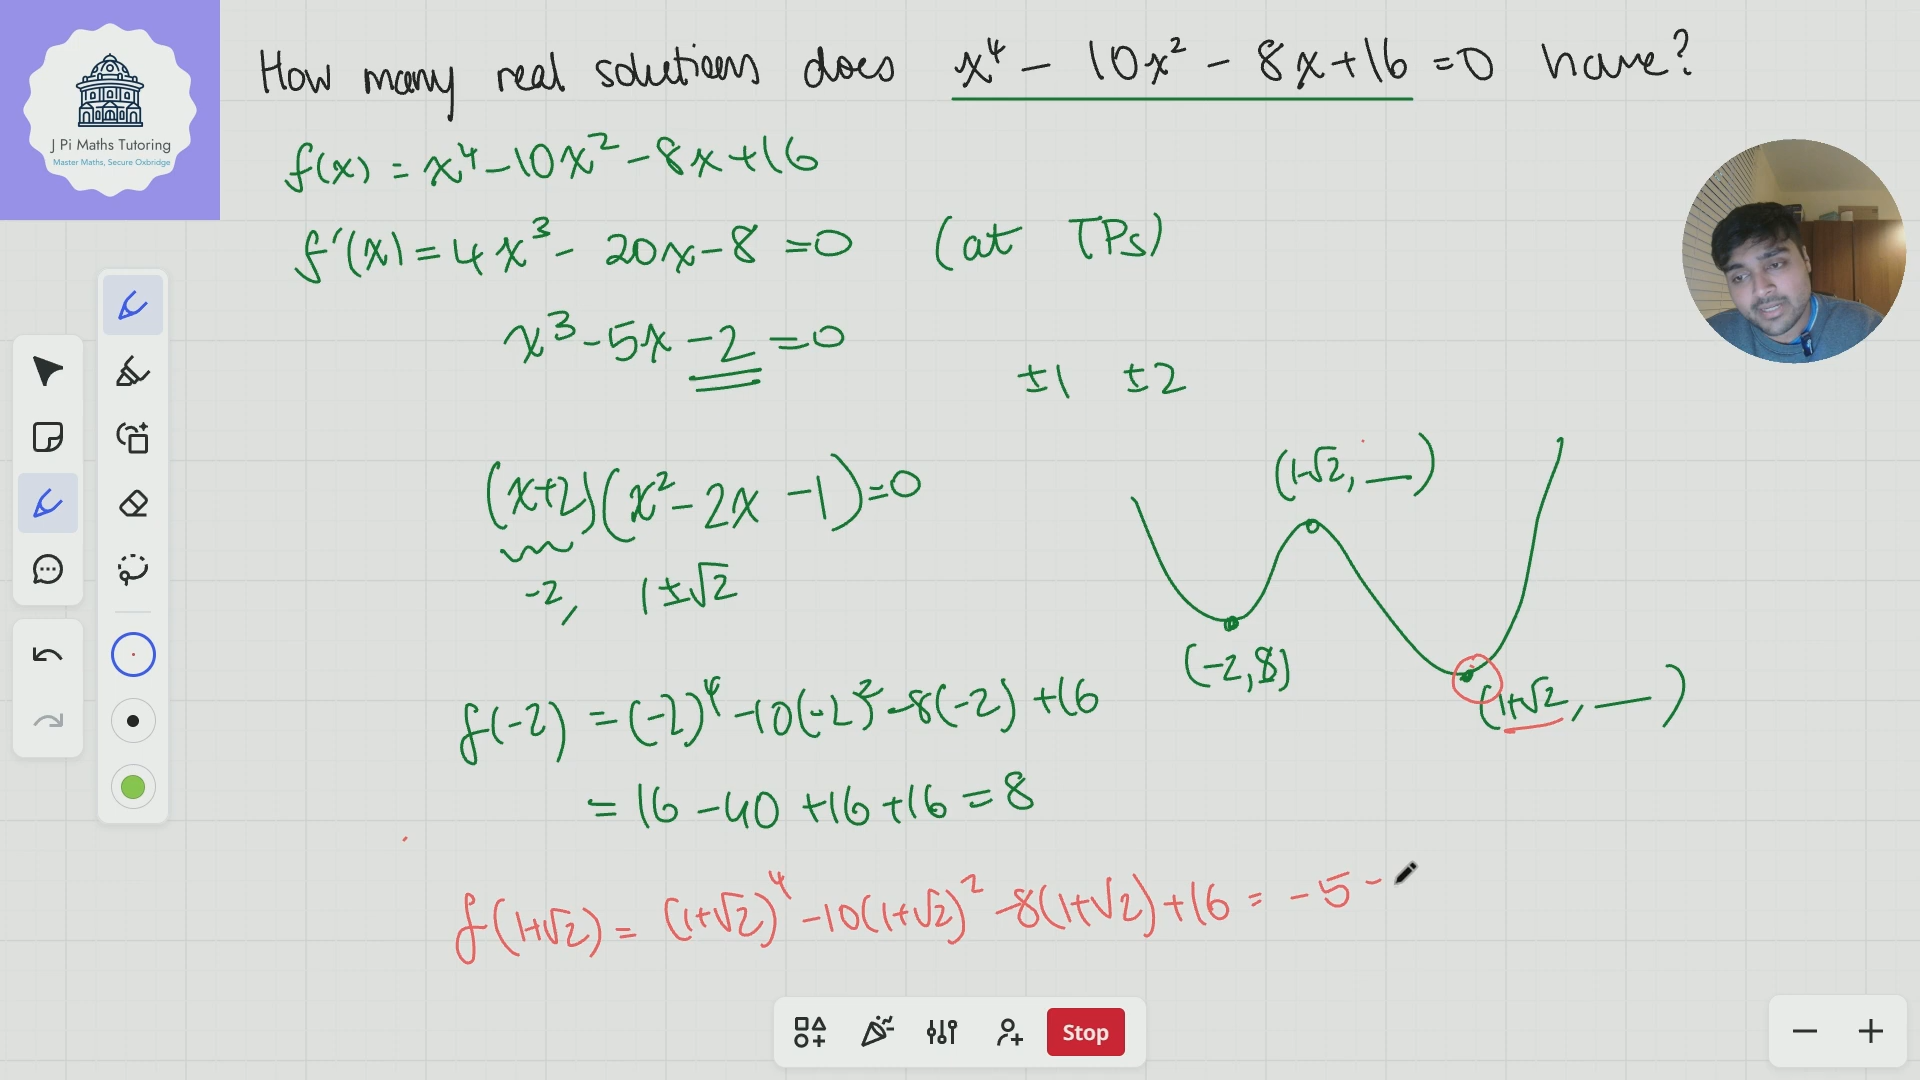 How many real solutions does x⁴ - 10x² - 8x+16 =0 have?
J Pi Maths Tutoring
Master Maths, Secure Oxbridge
f(x) = x⁴-10x²-8x+16
f'(x) = 4x³- 20x-8 =0 (at TPs)
x³-5x-2=0
±1 ±2
(1-√2, __)
(x+2)(x²-2x -1)=0
-2, 1±√2
(-2,8)
(1+√2, __)
f(-2) = (-2)⁴-10(-2)²-8(-2) +16
= 16 -40 +16+16 = 8
f(1+√2) = (1+√2)⁴-10(1+√2)²-8(1+√2)+16 = -5 -
Stop